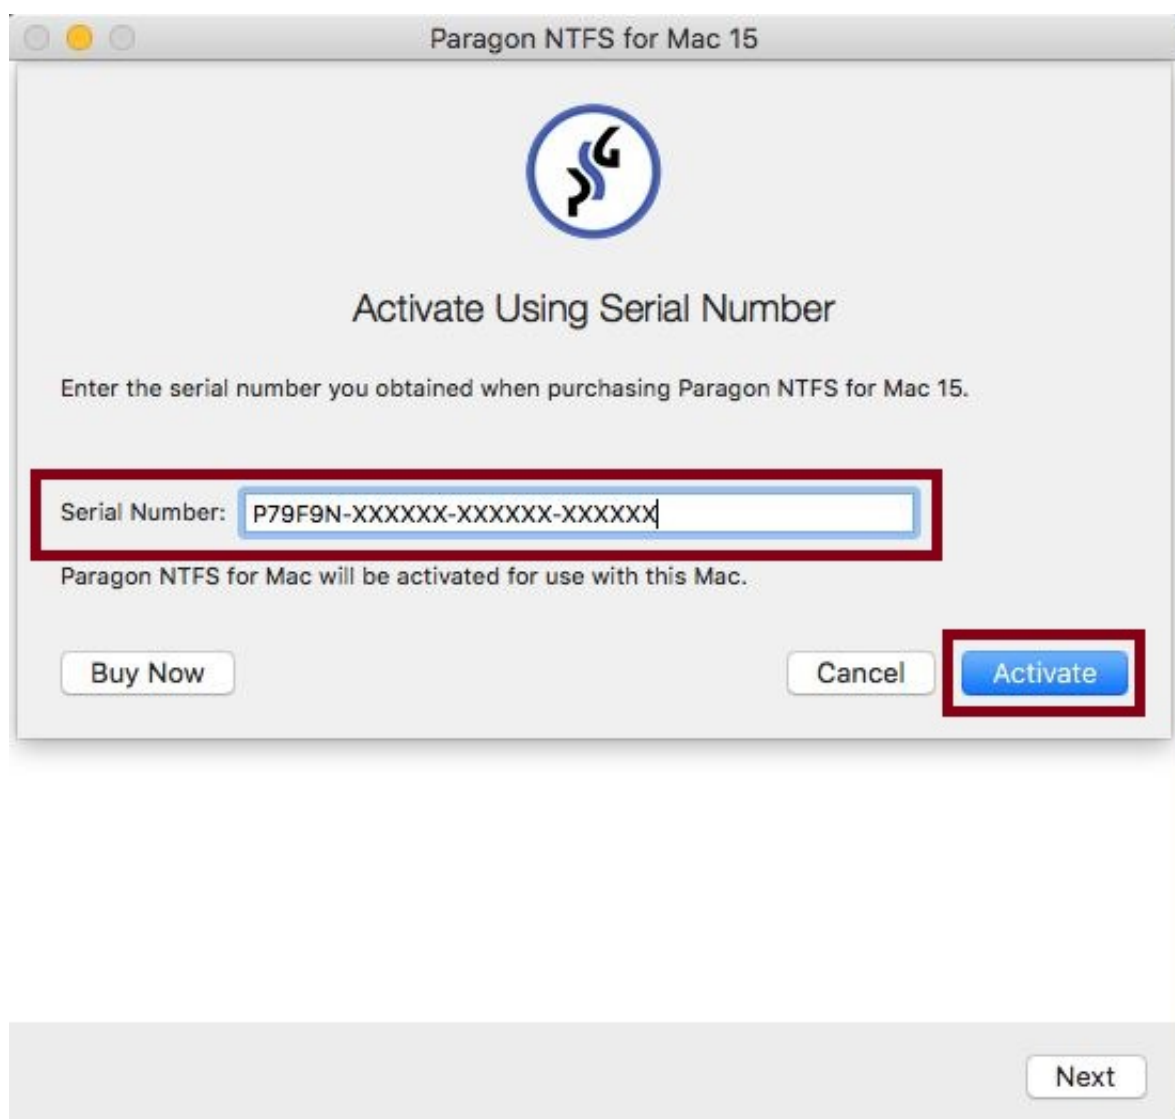 Paragon NTFS for Mac 15
PSG
Activate Using Serial Number
Enter the serial number you obtained when purchasing Paragon NTFS for Mac 15.
Serial Number: P79F9N-XXXXXX-XXXXXX-XXXXXX
Paragon NTFS for Mac will be activated for use with this Mac.
Buy Now Cancel Activate
Next